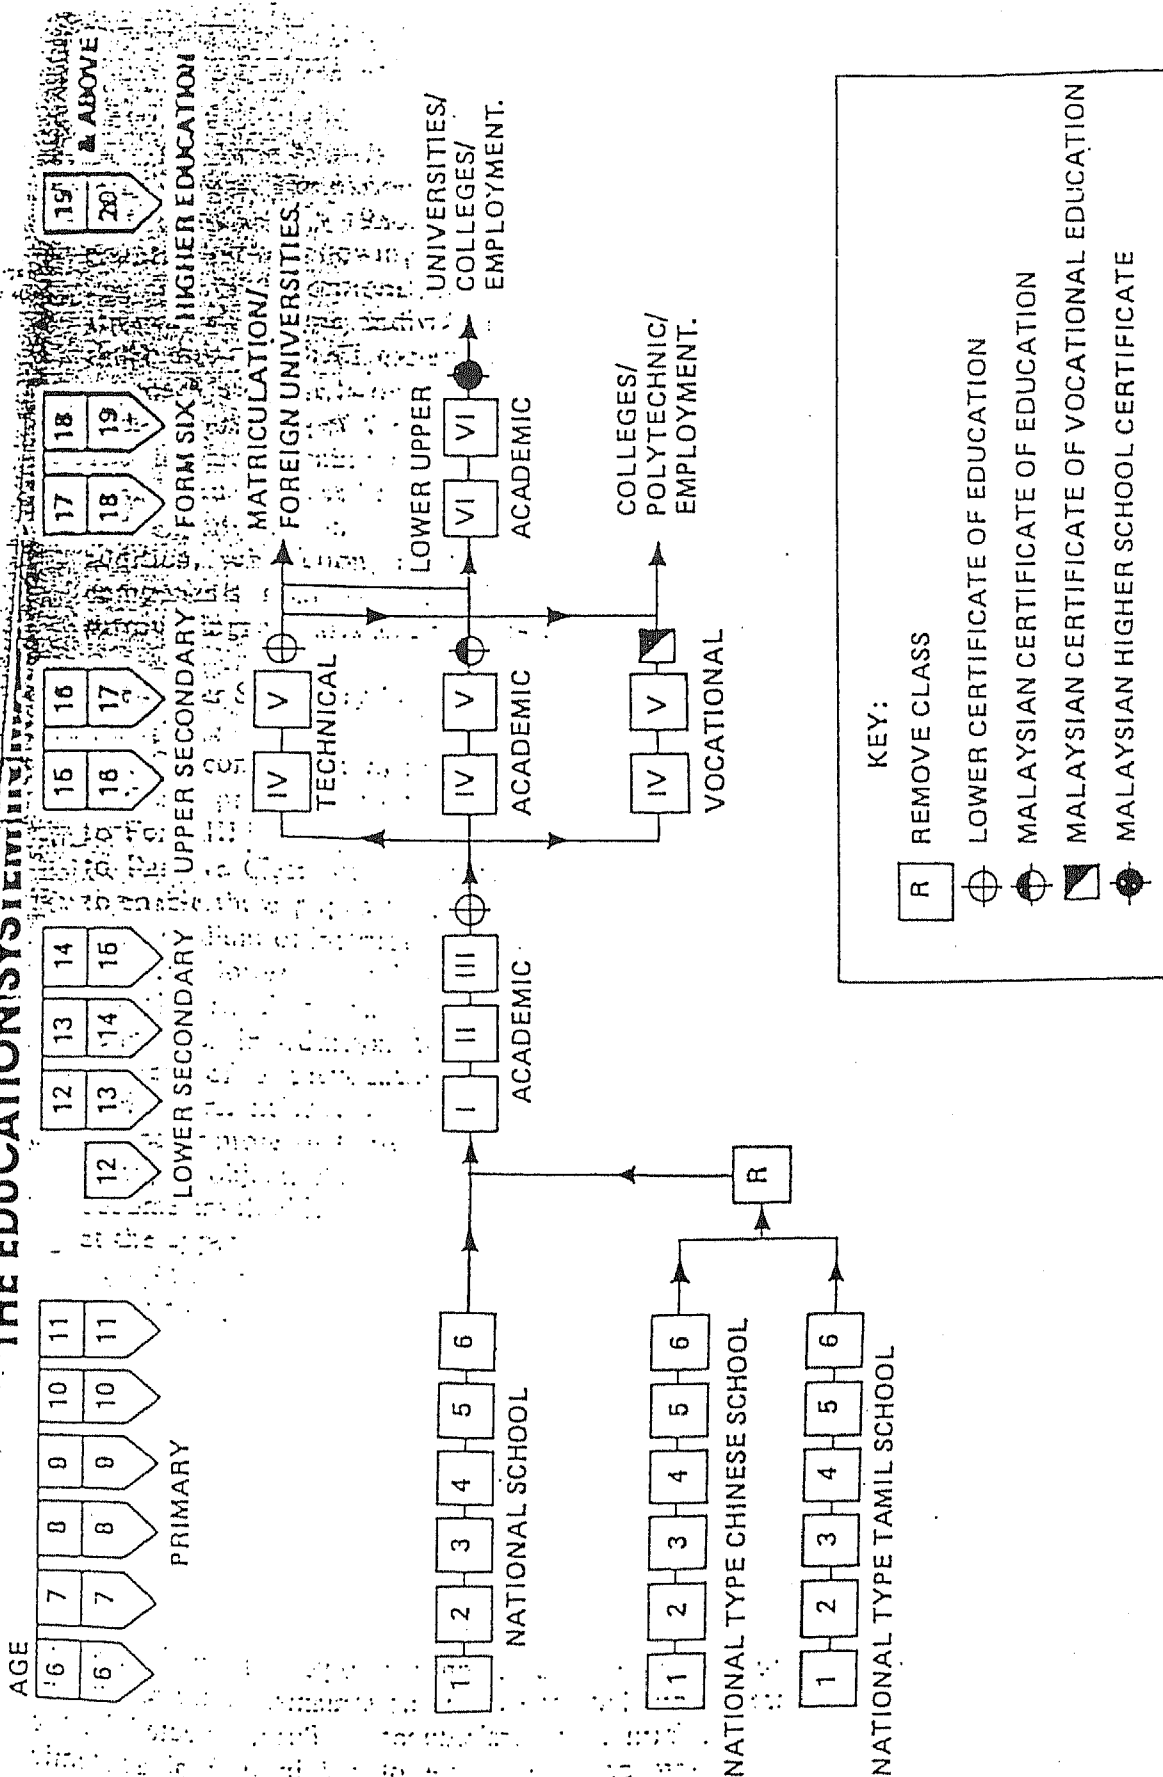 THE EDUCATION SYSTEM IN
AGE
6 7 8 9 10 11 12 13 14 15 16 17 18 19
& ABOVE
6 7 8 9 10 11 12 13 14 15 16 17 18 19 20
PRIMARY LOWER SECONDARY UPPER SECONDARY FORM SIX HIGHER EDUCATION
MATRICULATION/
FOREIGN UNIVERSITIES.
IV V
TECHNICAL
LOWER UPPER
1 2 3 4 5 6 I II III IV V VI VI
NATIONAL SCHOOL ACADEMIC ACADEMIC ACADEMIC
UNIVERSITIES/
COLLEGES/
EMPLOYMENT.
COLLEGES/
POLYTECHNIC/
EMPLOYMENT.
1 2 3 4 5 6 IV V
NATIONAL TYPE CHINESE SCHOOL VOCATIONAL
R
1 2 3 4 5 6
NATIONAL TYPE TAMIL SCHOOL
KEY:
R REMOVE CLASS
LOWER CERTIFICATE OF EDUCATION
MALAYSIAN CERTIFICATE OF EDUCATION
MALAYSIAN CERTIFICATE OF VOCATIONAL EDUCATION
MALAYSIAN HIGHER SCHOOL CERTIFICATE